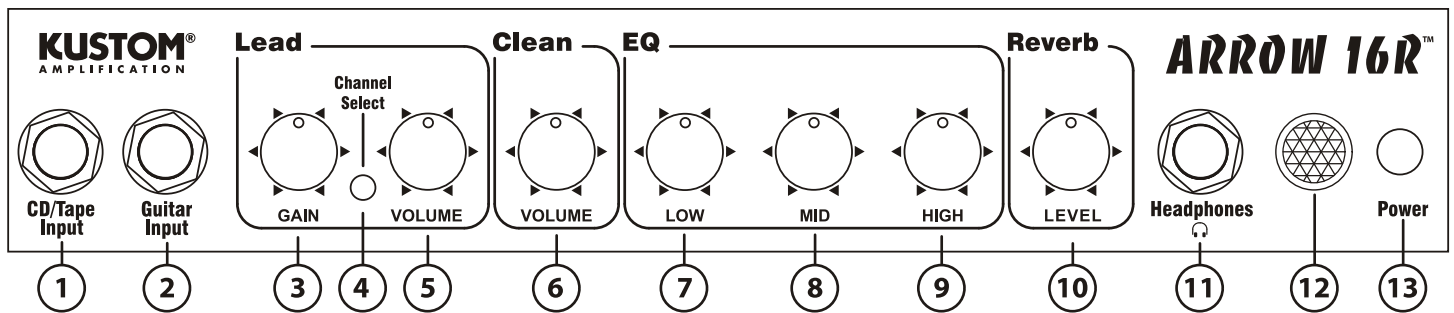 KUSTOM®
AMPLIFICATION
CD/Tape
Input
Guitar
Input
Lead
Channel
Select
GAIN
VOLUME
Clean
VOLUME
EQ
LOW
MID
HIGH
Reverb
LEVEL
ARROW 16R™
Headphones
Power
1 2 3 4 5 6 7 8 9 10 11 12 13